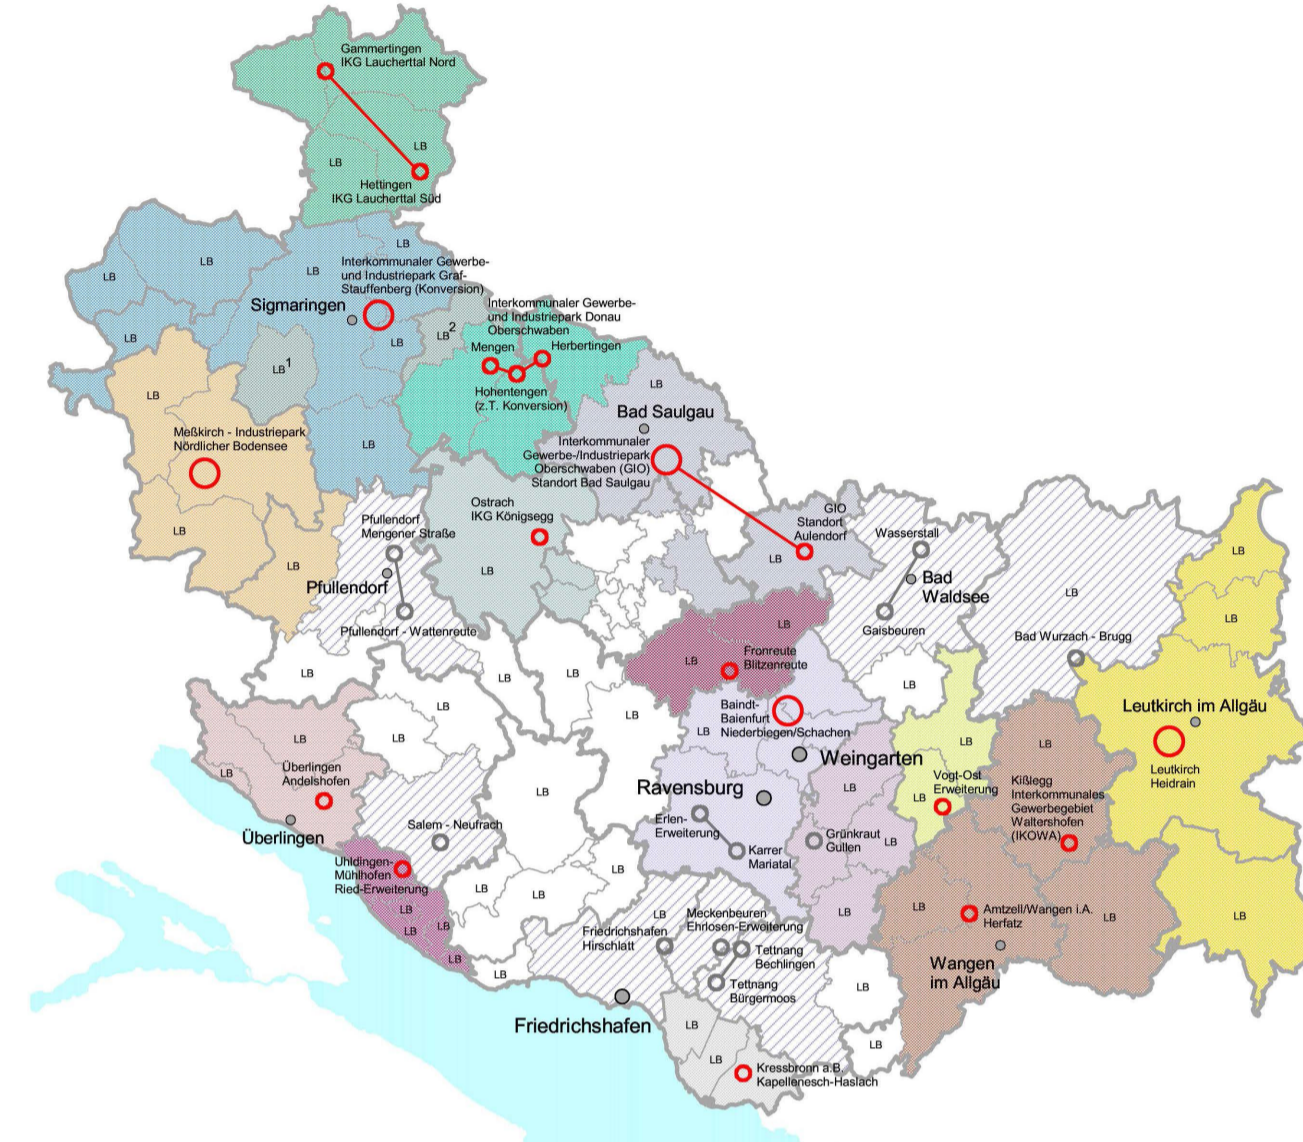 Gammertingen
IKG Laucherttal Nord
LB
LB
Hettingen
IKG Laucherttal Süd
LB
LB
LB
LB
Interkommunaler Gewerbe-
und Industriepark Graf-
Stauffenberg (Konversion)
Sigmaringen
LB
LB
LB 2
LB 1
Interkommunaler Gewerbe-
und Industriepark Donau
Oberschwaben
Mengen
Herbertingen
Hohentengen
(z.T. Konversion)
LB
LB
Bad Saulgau
Interkommunaler
Gewerbe-/Industriepark
Oberschwaben (GIO)
Standort Bad Saulgau
Meßkirch - Industriepark
Nördlicher Bodensee
LB
LB
LB
Ostrach
IKG Königsegg
LB
Pfullendorf
Mengener Straße
Pfullendorf
Pfullendorf - Wattenreute
GIO
Standort
Aulendorf
LB
Wasserstall
Bad
Waldsee
Gaisbeuren
LB
Bad Wurzach - Brugg
LB
LB
LB
LB
Fronreute
Blitzenreute
LB
LB
LB
LB
LB
LB
LB
Baindt-
Baienfurt
Niederbiegen/Schachen
LB
Weingarten
Ravensburg
Erlen-
Erweiterung
Karrer
Mariatal
LB
Grünkraut
Gullen
LB
LB
LB
LB
Vogt-Ost
Erweiterung
LB
Kißlegg
Interkommunales
Gewerbegebiet
Waltershofen
(IKOWA)
Leutkirch im Allgäu
Leutkirch
Heidrain
LB
LB
LB
Überlingen
Andelshofen
Überlingen
Salem - Neufrach
LB
Uhldingen-
Mühlhofen
Ried-Erweiterung
LB
LB
LB
LB
LB
LB
LB
LB
Friedrichshafen
Hirschlatt
LB
Meckenbeuren
Ehrlosen-Erweiterung
Tettnang
Bechlingen
Tettnang
Bürgermoos
Friedrichshafen
LB
Amtzell/Wangen i.A.
Herfatz
LB
LB
Wangen
im Allgäu
LB
LB
LB
LB
Kressbronn a.B.
Kapellenesch-Haslach